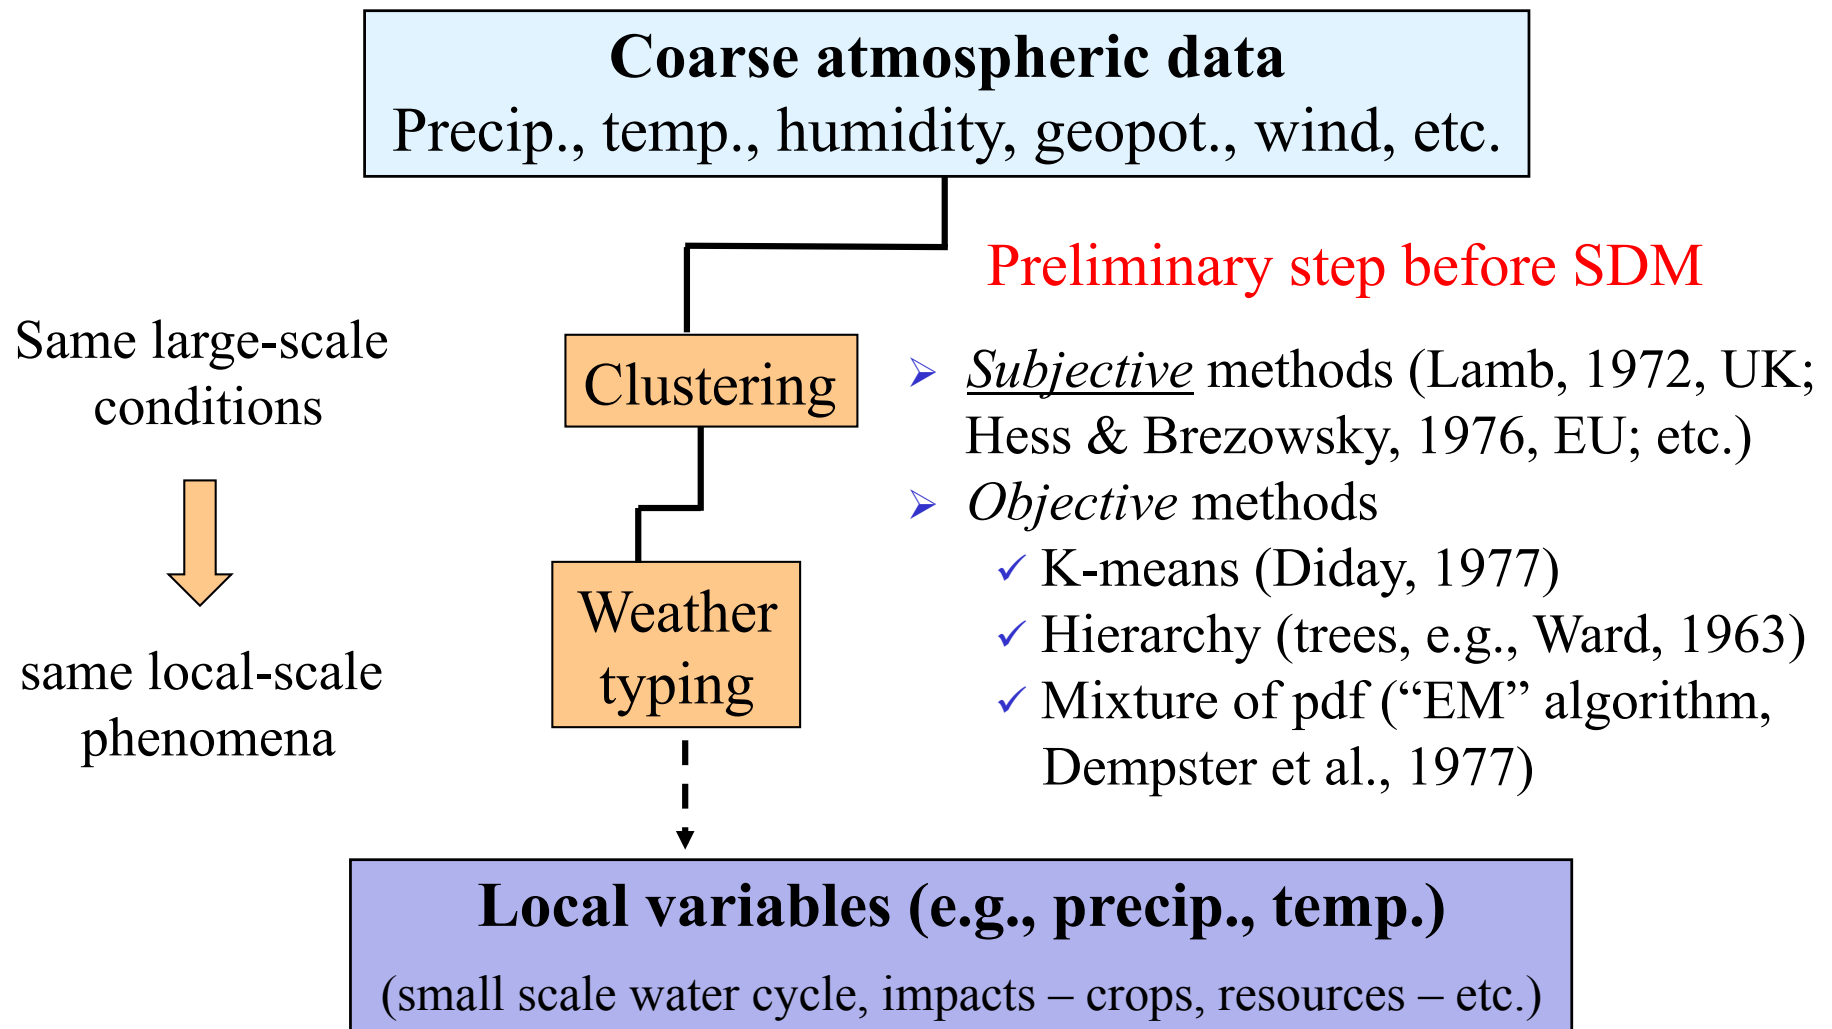 Coarse atmospheric data
Precip., temp., humidity, geopot., wind, etc.
Preliminary step before SDM
Same large-scale
conditions
same local-scale
phenomena
Clustering
Weather
typing
➢ Subjective methods (Lamb, 1972, UK;
Hess & Brezowsky, 1976, EU; etc.)
➢ Objective methods
✓ K-means (Diday, 1977)
✓ Hierarchy (trees, e.g., Ward, 1963)
✓ Mixture of pdf (“EM” algorithm,
Dempster et al., 1977)
Local variables (e.g., precip., temp.)
(small scale water cycle, impacts – crops, resources – etc.)